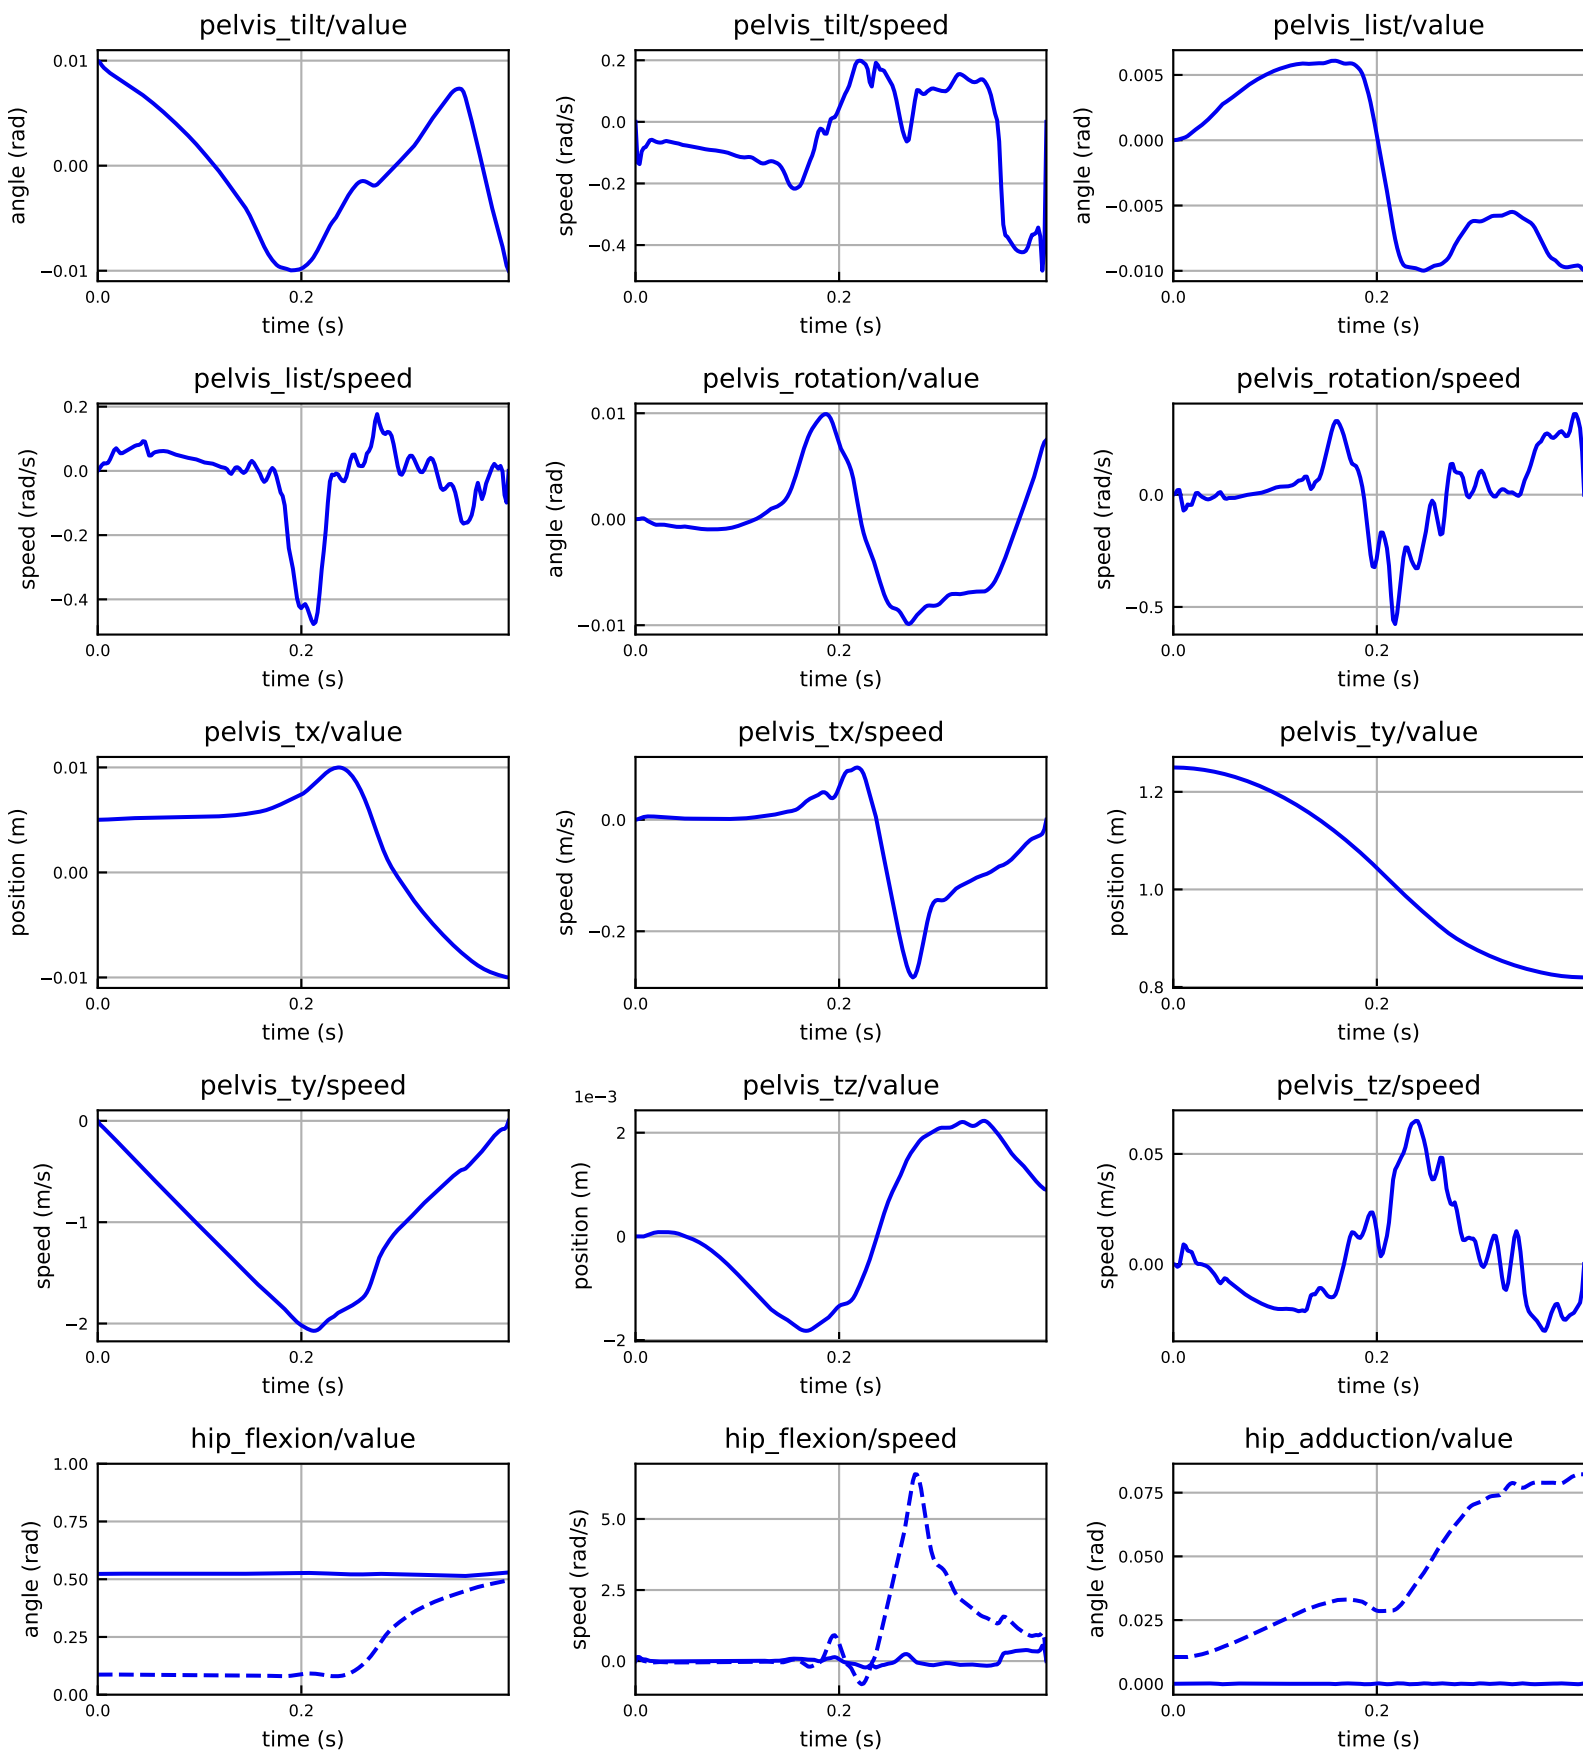 pelvis_tilt/value
0.01
0.00
−0.01
angle (rad)
0.0
0.2
time (s)
pelvis_tilt/speed
0.2
0.0
−0.2
−0.4
speed (rad/s)
0.0
0.2
time (s)
pelvis_list/value
0.005
0.000
−0.005
−0.010
angle (rad)
0.0
0.2
time (s)
pelvis_list/speed
0.2
0.0
−0.2
−0.4
speed (rad/s)
0.0
0.2
time (s)
pelvis_rotation/value
0.01
0.00
−0.01
angle (rad)
0.0
0.2
time (s)
pelvis_rotation/speed
0.0
−0.5
speed (rad/s)
0.0
0.2
time (s)
pelvis_tx/value
0.01
0.00
−0.01
position (m)
0.0
0.2
time (s)
pelvis_tx/speed
0.0
−0.2
speed (m/s)
0.0
0.2
time (s)
pelvis_ty/value
1.2
1.0
0.8
position (m)
0.0
0.2
time (s)
pelvis_ty/speed
0
−1
−2
speed (m/s)
0.0
0.2
time (s)
pelvis_tz/value
1e−3
2
0
−2
position (m)
0.0
0.2
time (s)
pelvis_tz/speed
0.05
0.00
speed (m/s)
0.0
0.2
time (s)
hip_flexion/value
1.00
0.75
0.50
0.25
0.00
angle (rad)
0.0
0.2
time (s)
hip_flexion/speed
5.0
2.5
0.0
speed (rad/s)
0.0
0.2
time (s)
hip_adduction/value
0.075
0.050
0.025
0.000
angle (rad)
0.0
0.2
time (s)